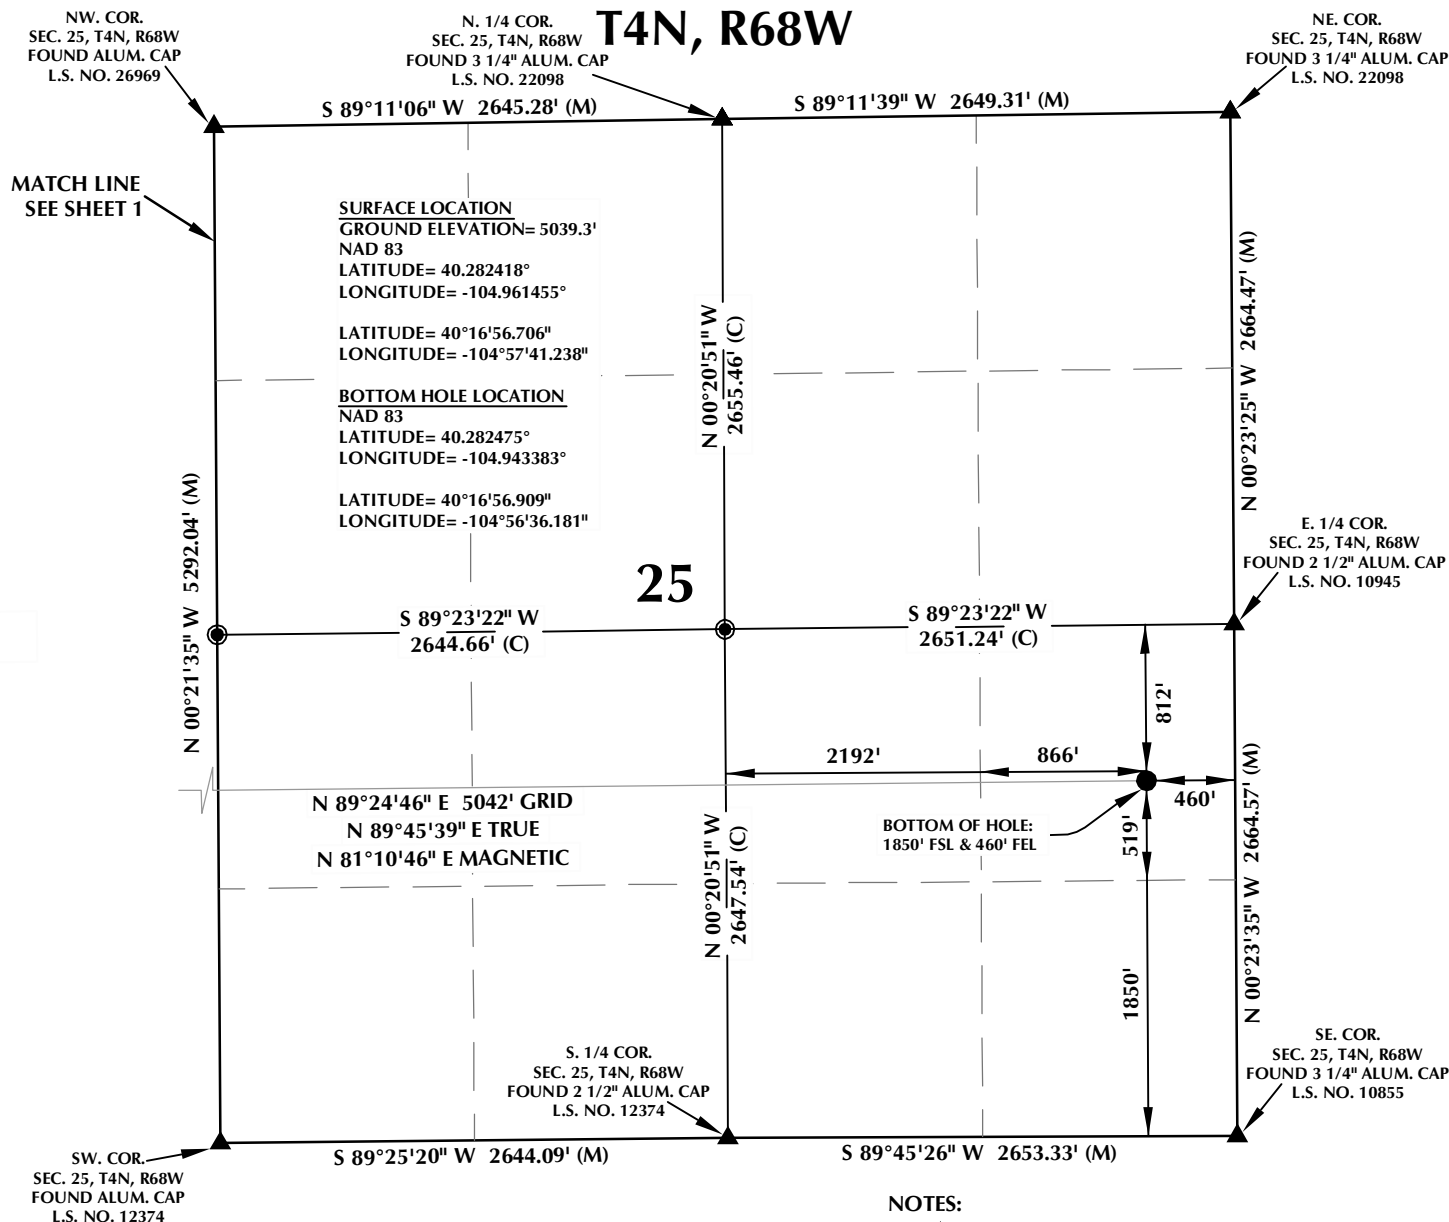 T4N, R68W
NW. COR.
SEC. 25, T4N, R68W
FOUND ALUM. CAP
L.S. NO. 26969
N. 1/4 COR.
SEC. 25, T4N, R68W
FOUND 3 1/4" ALUM. CAP
L.S. NO. 22098
NE. COR.
SEC. 25, T4N, R68W
FOUND 3 1/4" ALUM. CAP
L.S. NO. 22098
S 89°11'06" W 2645.28' (M)
S 89°11'39" W 2649.31' (M)
MATCH LINE
SEE SHEET 1
SURFACE LOCATION
GROUND ELEVATION= 5039.3'
NAD 83
LATITUDE= 40.282418°
LONGITUDE= -104.961455°
LATITUDE= 40°16'56.706"
LONGITUDE= -104°57'41.238"
BOTTOM HOLE LOCATION
NAD 83
LATITUDE= 40.282475°
LONGITUDE= -104.943383°
LATITUDE= 40°16'56.909"
LONGITUDE= -104°56'36.181"
N 00°20'51" W
2655.46' (C)
N 00°23'25" W 2664.47' (M)
N 00°21'35" W 5292.04' (M)
E. 1/4 COR.
SEC. 25, T4N, R68W
FOUND 2 1/2" ALUM. CAP
L.S. NO. 10945
25
S 89°23'22" W
2644.66' (C)
S 89°23'22" W
2651.24' (C)
812'
2192'
866'
460'
N 89°24'46" E 5042' GRID
N 89°45'39" E TRUE
N 81°10'46" E MAGNETIC
BOTTOM OF HOLE:
1850' FSL & 460' FEL
519'
N 00°20'51" W
2647.54' (C)
N 00°23'35" W 2664.57' (M)
1850'
S. 1/4 COR.
SEC. 25, T4N, R68W
FOUND 2 1/2" ALUM. CAP
L.S. NO. 12374
SE. COR.
SEC. 25, T4N, R68W
FOUND 3 1/4" ALUM. CAP
L.S. NO. 10855
S 89°25'20" W 2644.09' (M)
S 89°45'26" W 2653.33' (M)
SW. COR.
SEC. 25, T4N, R68W
FOUND ALUM. CAP
L.S. NO. 12374
NOTES: